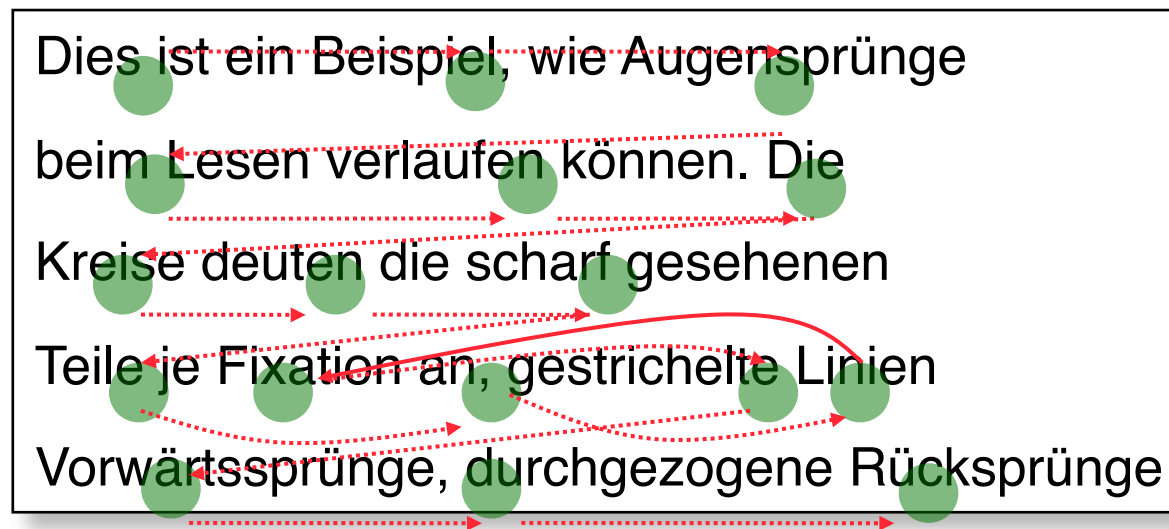 Dies ist ein Beispiel, wie Augensprünge
beim Lesen verlaufen können. Die
Kreise deuten die scharf gesehenen
Teile je Fixation an, gestrichelte Linien
Vorwärtssprünge, durchgezogene Rücksprünge